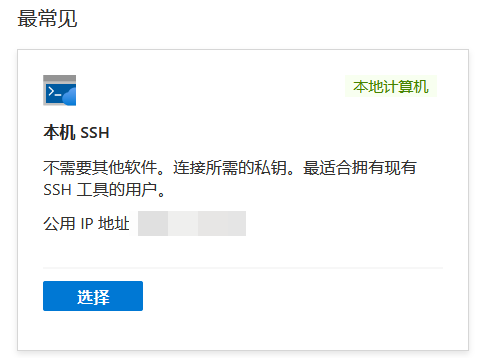 最常见
本地计算机
本机 SSH
不需要其他软件。连接所需的私钥。最适合拥有现有
SSH 工具的用户。
公用 IP 地址
选择